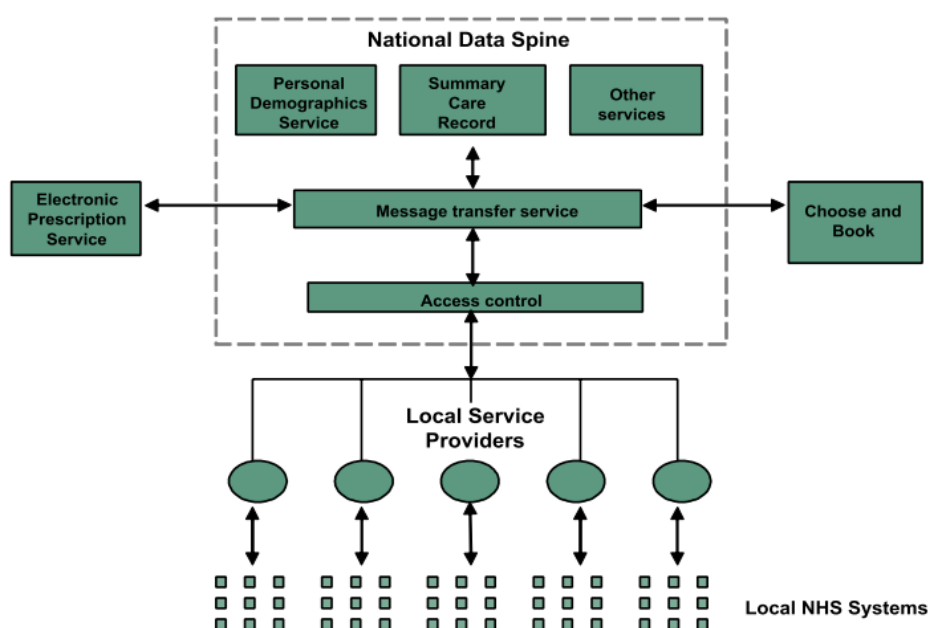 National Data Spine
Personal
Demographics
Service
Summary
Care
Record
Other
services
Electronic
Prescription
Service
Message transfer service
Choose and
Book
Access control
Local Service
Providers
Local NHS Systems